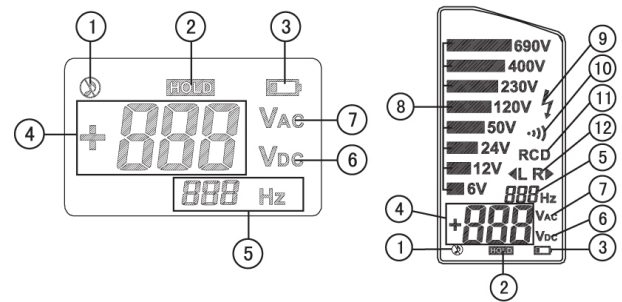 1 2 3
HOLD
4 + 888 VAC 7
VDC 6
888 Hz
5
690V 9
400V
230V 10
8 120V
50V 11
24V RCD 12
12V ◀L R▶
6V 888Hz 5
4 + 888 VAC 7
VDC 6
1 HOLD 3
2